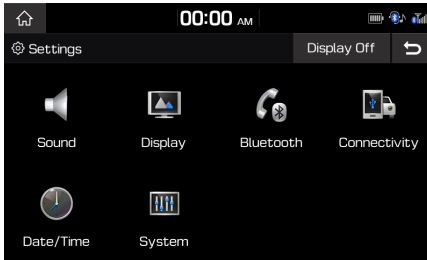 00:00 AM
Settings
Display Off
Sound
Display
Bluetooth
Connectivity
Date/Time
System